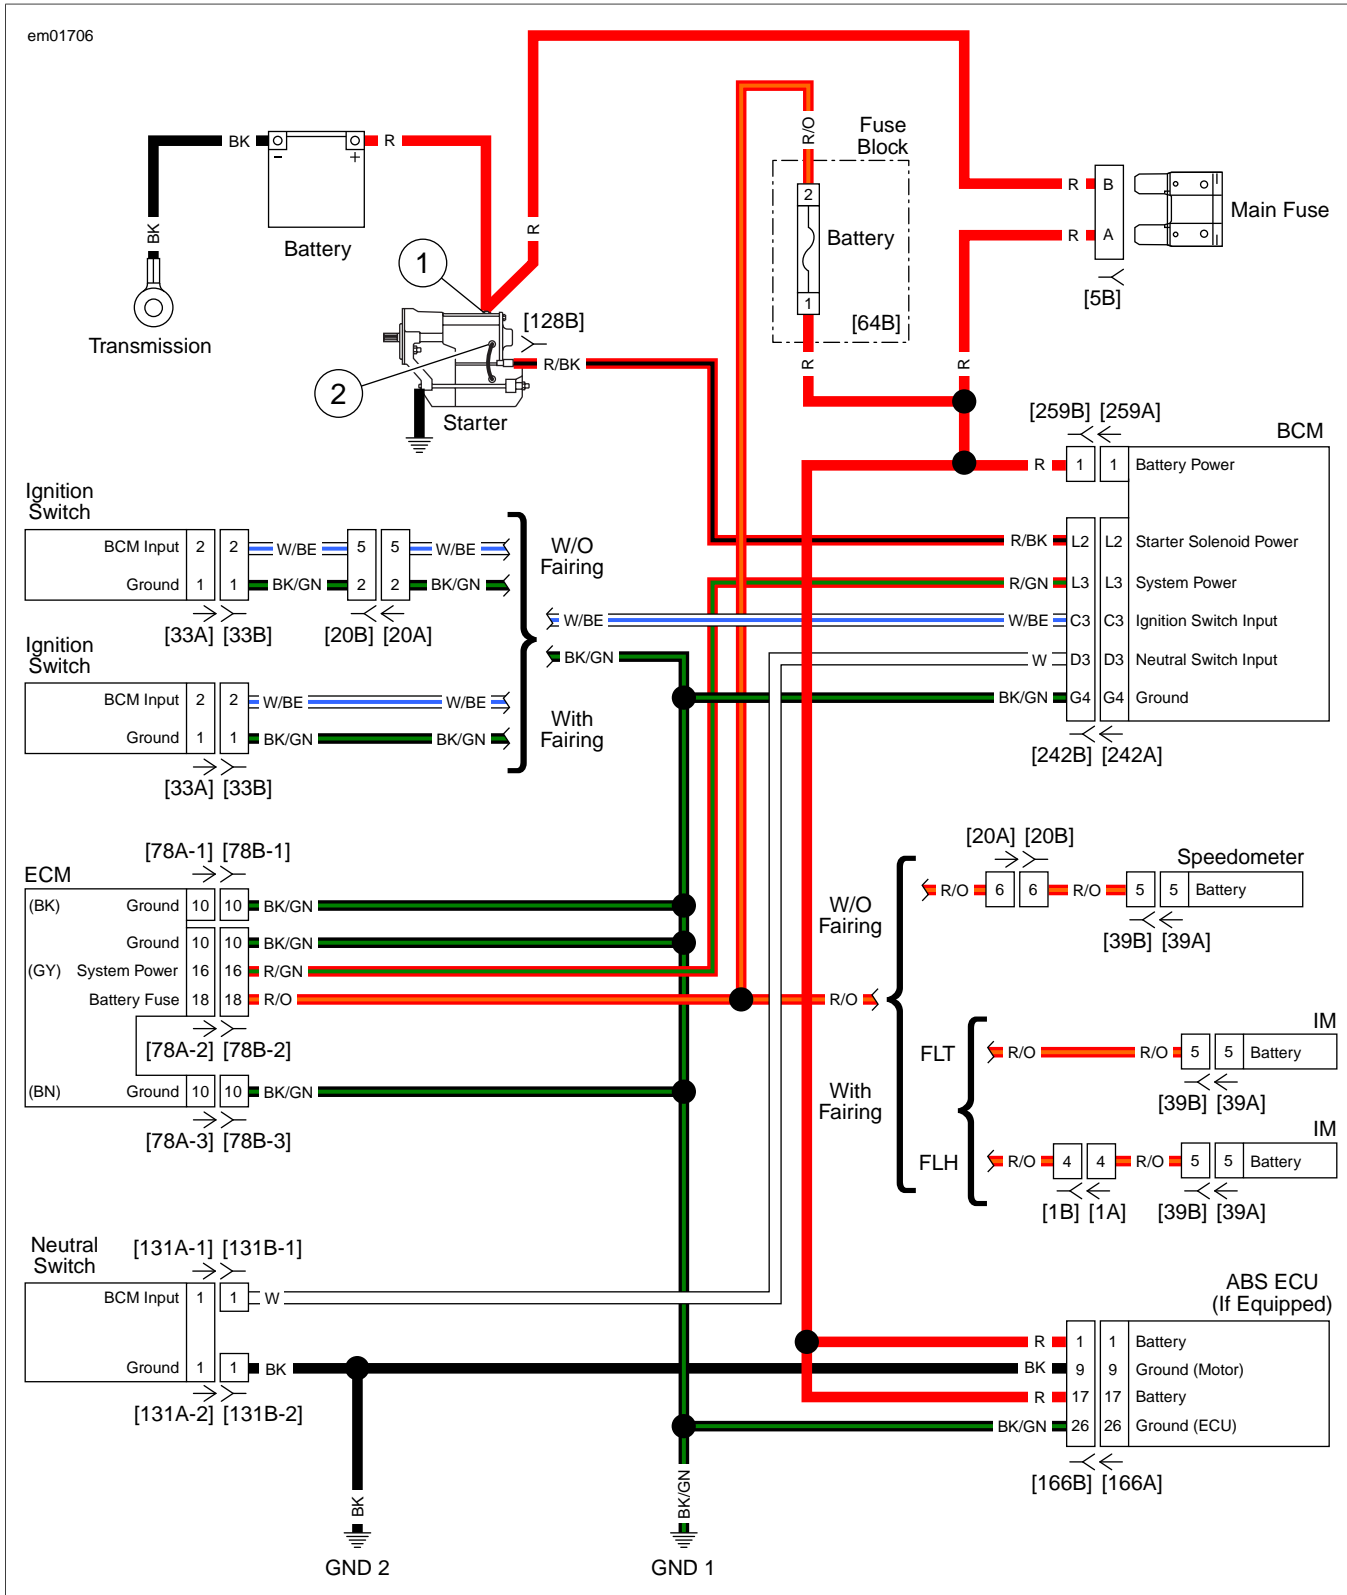 em01706
BK
R
- +
Battery
BK
Transmission
R
1
2
[128B]
R/BK
Starter
R/O
Fuse
Block
2
Battery
1
[64B]
R
R B
R A
[5B]
Main Fuse
R
[259B] [259A]
BCM
R 1 1 Battery Power
R/BK L2 L2 Starter Solenoid Power
R/GN L3 L3 System Power
W/BE C3 C3 Ignition Switch Input
W D3 D3 Neutral Switch Input
BK/GN G4 G4 Ground
[242B] [242A]
Ignition
Switch
BCM Input 2 2 W/BE 5 5 W/BE
Ground 1 1 BK/GN 2 2 BK/GN
[33A] [33B] [20B] [20A]
W/O
Fairing
W/BE
BK/GN
Ignition
Switch
BCM Input 2 2 W/BE W/BE
Ground 1 1 BK/GN BK/GN
[33A] [33B]
With
Fairing
[78A-1] [78B-1]
ECM
(BK) Ground 10 10 BK/GN
Ground 10 10 BK/GN
(GY) System Power 16 16 R/GN
Battery Fuse 18 18 R/O
[78A-2] [78B-2]
(BN) Ground 10 10 BK/GN
[78A-3] [78B-3]
R/O
W/O
Fairing
[20A] [20B]
Speedometer
R/O 6 6 R/O 5 5 Battery
[39B] [39A]
With
Fairing
FLT
IM
R/O R/O 5 5 Battery
[39B] [39A]
FLH
IM
R/O 4 4 R/O 5 5 Battery
[1B] [1A] [39B] [39A]
Neutral
Switch
[131A-1] [131B-1]
BCM Input 1 1 W
Ground 1 1 BK
[131A-2] [131B-2]
ABS ECU
(If Equipped)
R 1 1 Battery
BK 9 9 Ground (Motor)
R 17 17 Battery
BK/GN 26 26 Ground (ECU)
[166B] [166A]
BK
GND 2
BK/GN
GND 1